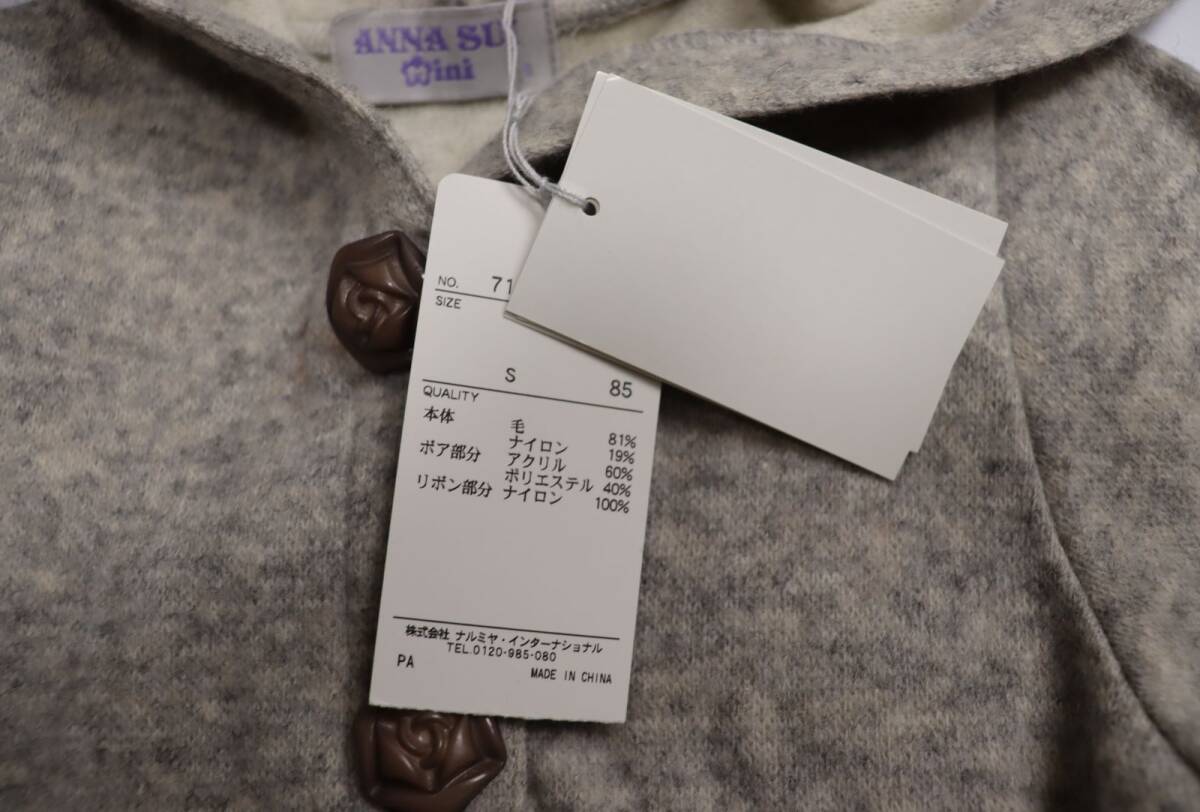 ANNA SU
mini
NO. 71
SIZE
S 85
QUALITY
本体 毛 81%
ナイロン 19%
ボア部分 アクリル 60%
ポリエステル 40%
リボン部分 ナイロン 100%
株式会社 ナルミヤ・インターナショナル
TEL.0120-985-080
PA
MADE IN CHINA